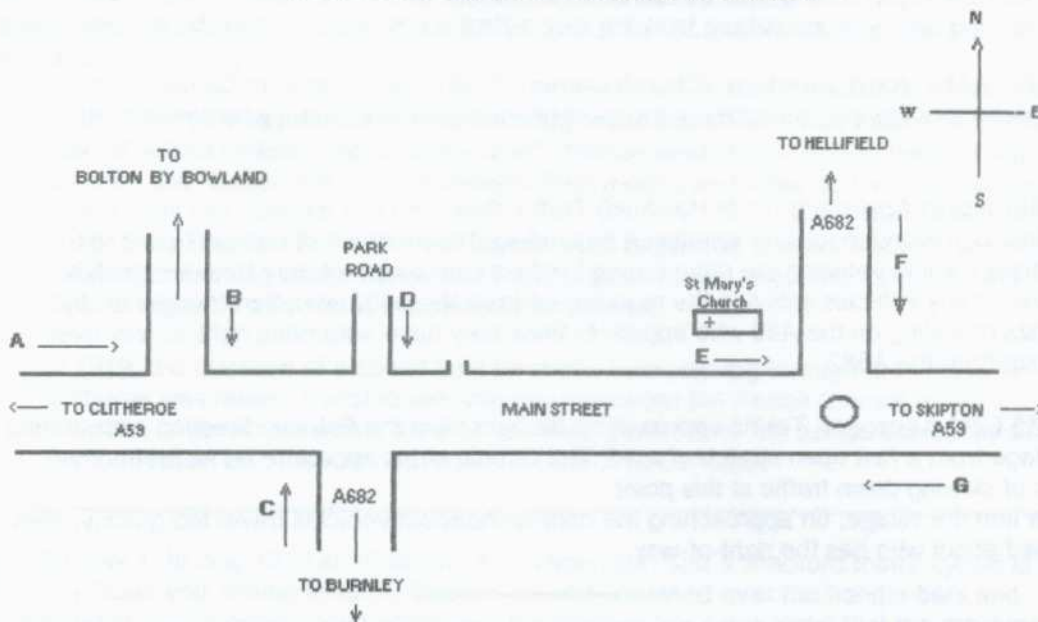 N
W E
S
TO HELLIFIELD
A682
F
TO
BOLTON BY BOWLAND
B
PARK
ROAD
D
St Mary's
Church
+
E
A
TO CLITHEROE
A59
MAIN STREET
TO SKIPTON
A59
G
C
A682
TO BURNLEY